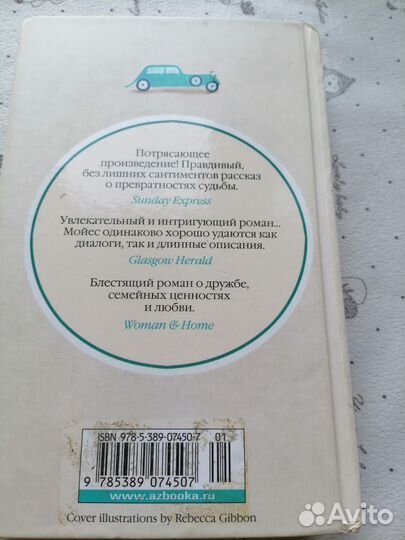 Потрясающее
произведение! Правдивый,
без лишних сантиментов рассказ
о превратностях судьбы.
Sunday Express
Увлекательный и интригующий роман...
Мойес одинаково хорошо удаются как
диалоги, так и длинные описания.
Glasgow Herald
Блестящий роман о дружбе,
семейных ценностях
и любви.
Woman & Home
ISBN 978-5-389-07450-7 01
9 785389 074507
www.azbooka.ru
Cover illustrations by Rebecca Gibbon
Avito